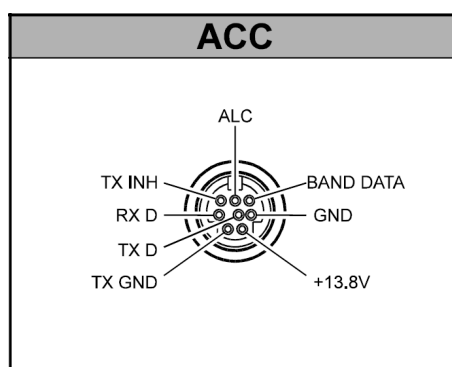 ACC
ALC
TX INH
BAND DATA
RX D
GND
TX D
TX GND
+13.8V